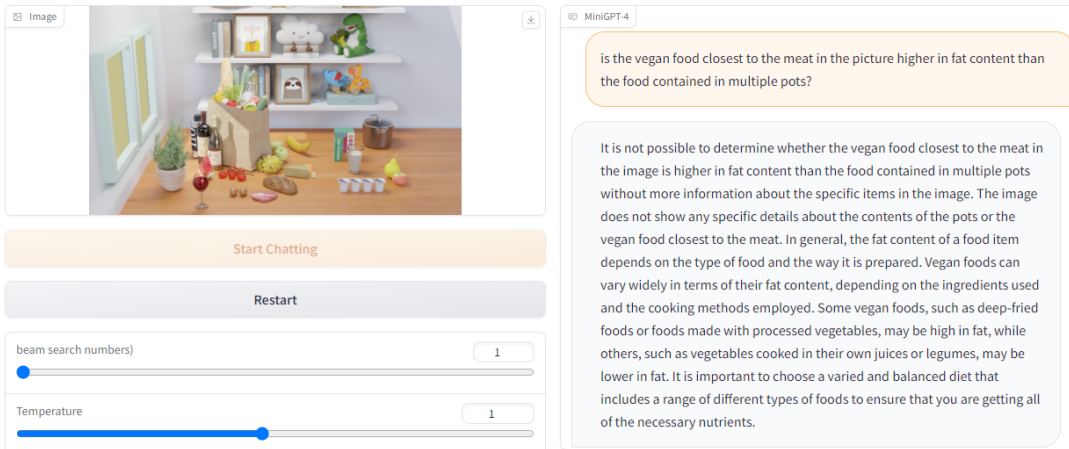 Image
MiniGPT-4
is the vegan food closest to the meat in the picture higher in fat content than
the food contained in multiple pots?
It is not possible to determine whether the vegan food closest to the meat in
the image is higher in fat content than the food contained in multiple pots
without more information about the specific items in the image. The image
does not show any specific details about the contents of the pots or the
vegan food closest to the meat. In general, the fat content of a food item
depends on the type of food and the way it is prepared. Vegan foods can
vary widely in terms of their fat content, depending on the ingredients used
and the cooking methods employed. Some vegan foods, such as deep-fried
foods or foods made with processed vegetables, may be high in fat, while
others, such as vegetables cooked in their own juices or legumes, may be
lower in fat. It is important to choose a varied and balanced diet that
includes a range of different types of foods to ensure that you are getting all
of the necessary nutrients.
Start Chatting
Restart
beam search numbers)
1
Temperature
1